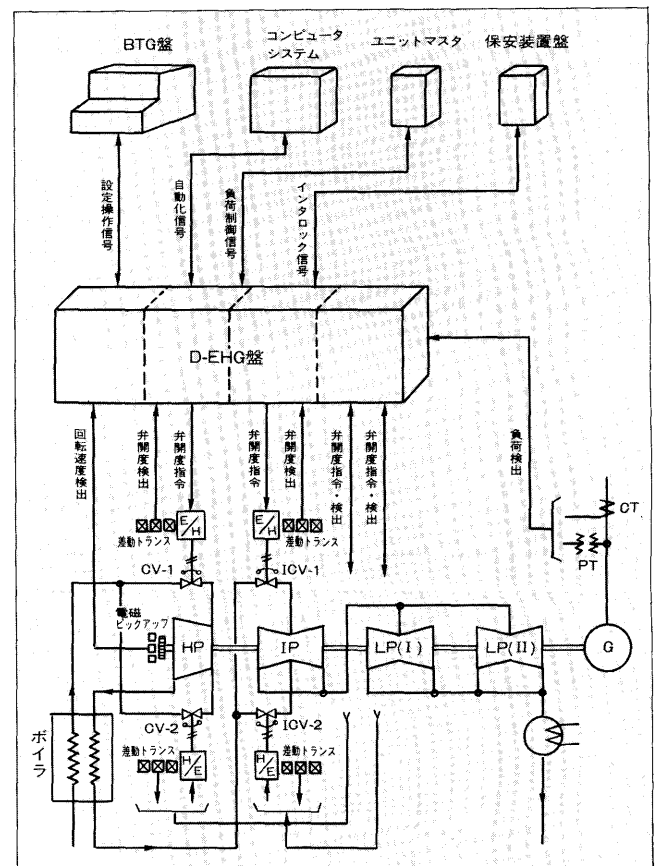 BTG盤
コンピュータ
システム
ユニットマスタ
保安装置盤
設定操作信号
自動化信号
負荷制御信号
インタロック信号
D-EHG盤
回転速度検出
弁開度検出
弁開度指令
弁開度指令
弁開度検出
弁開度指令・検出
弁開度指令・検出
負荷検出
CT
PT
E/H
差動トランス
E/H
差動トランス
CV-1
ICV-1
電磁
ピックアップ
HP
IP
LP(I)
LP(II)
G
ボイラ
CV-2
ICV-2
差動トランス
H/E
H/E
差動トランス